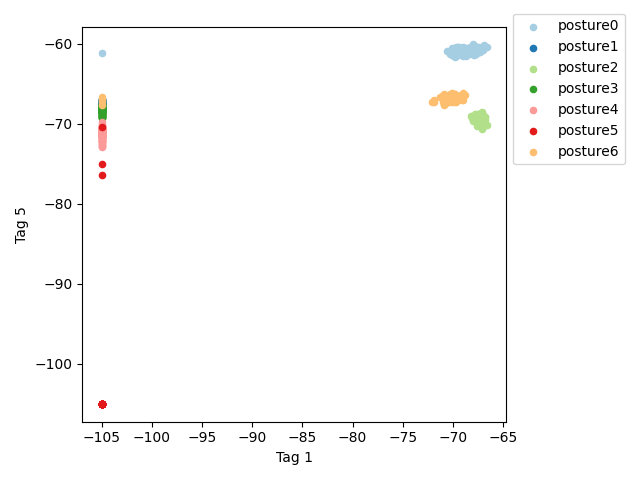 posture0
posture1
posture2
posture3
posture4
posture5
posture6
Tag 5
−60
−70
−80
−90
−100
−105 −100 −95 −90 −85 −80 −75 −70 −65
Tag 1